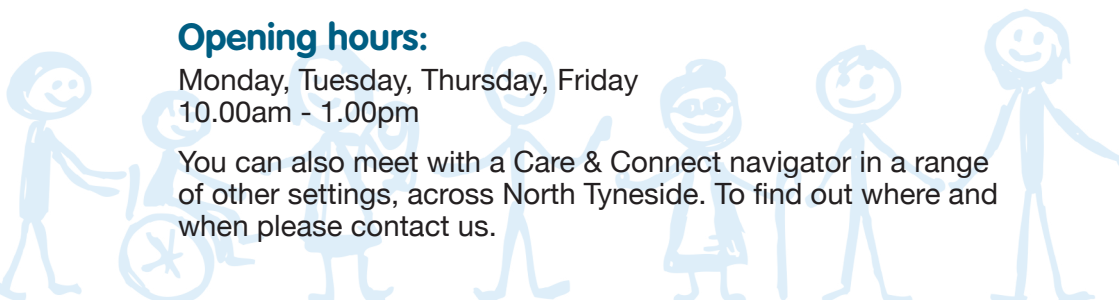 Opening hours:
Monday, Tuesday, Thursday, Friday
10.00am - 1.00pm
You can also meet with a Care & Connect navigator in a range
of other settings, across North Tyneside. To find out where and
when please contact us.